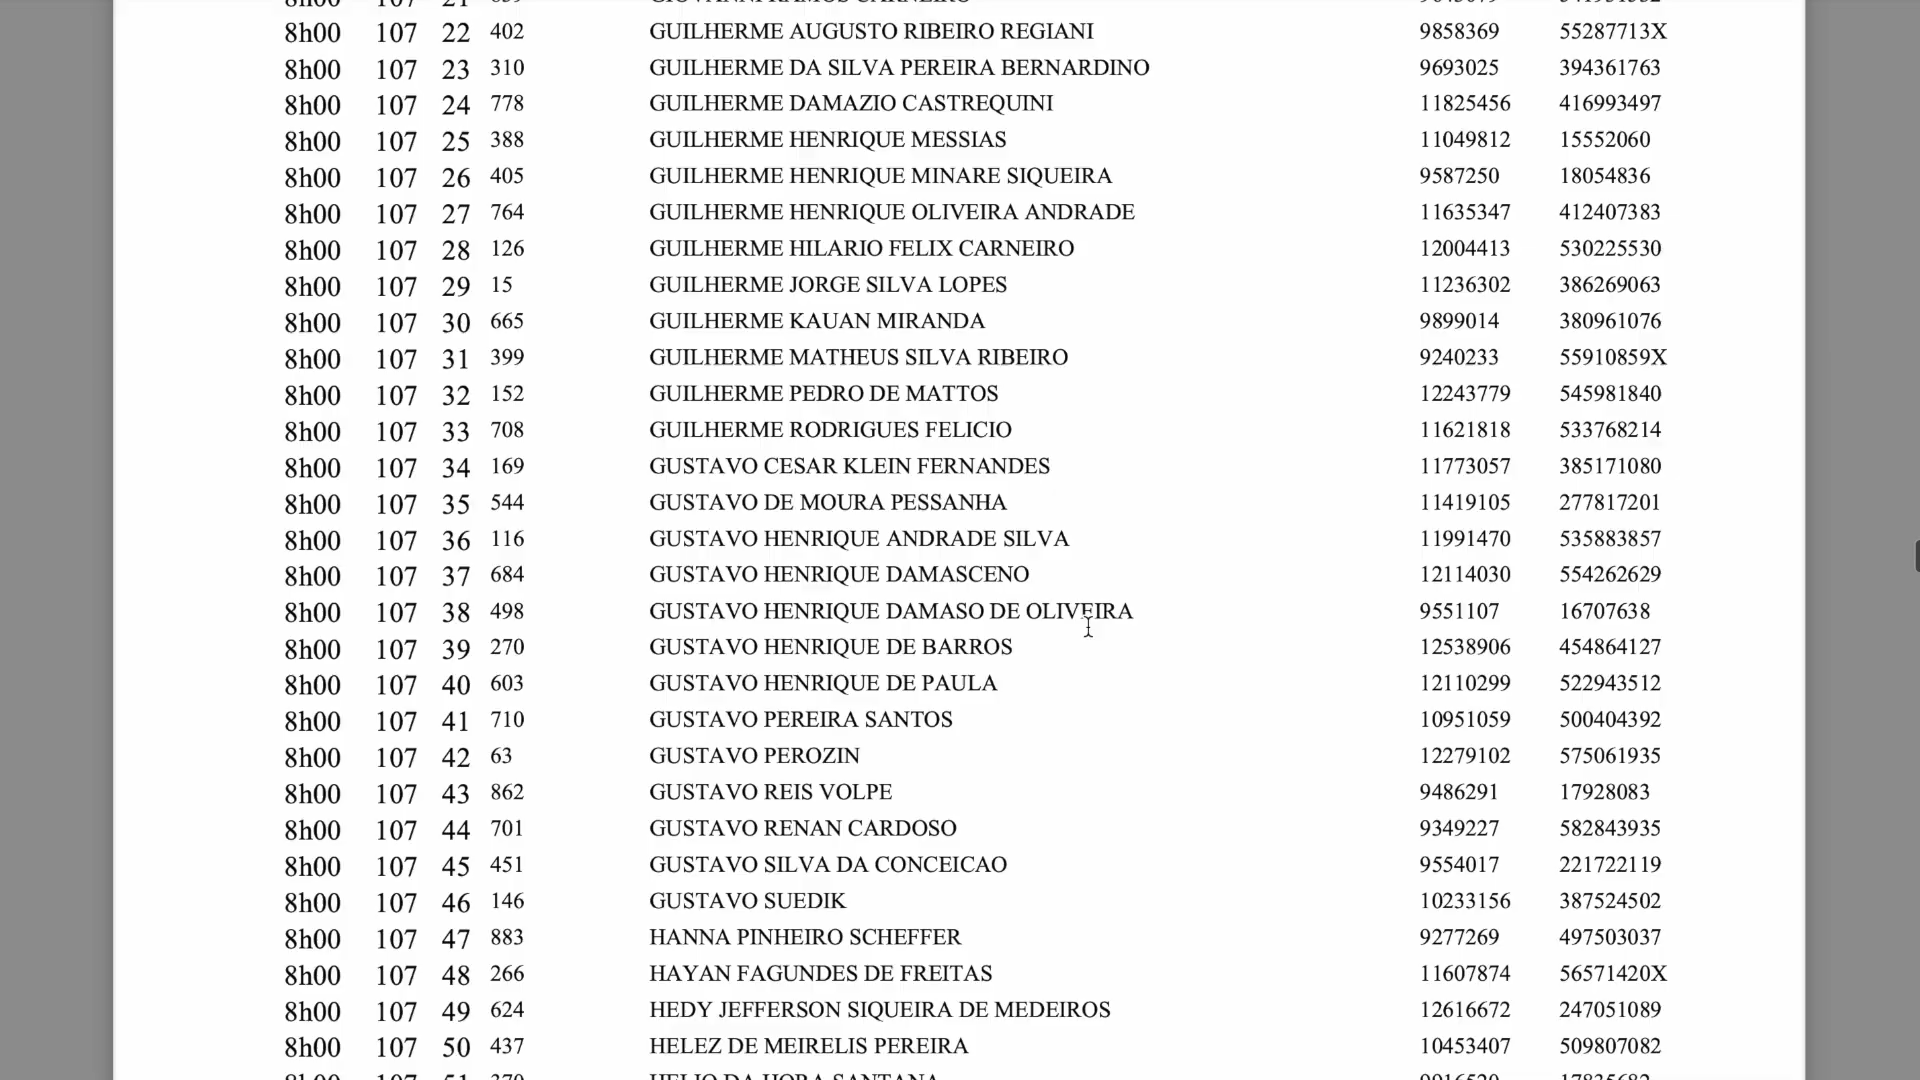 8h00 107 22 402 GUILHERME AUGUSTO RIBEIRO REGIANI 9858369 55287713X
8h00 107 23 310 GUILHERME DA SILVA PEREIRA BERNARDINO 9693025 394361763
8h00 107 24 778 GUILHERME DAMAZIO CASTREQUINI 11825456 416993497
8h00 107 25 388 GUILHERME HENRIQUE MESSIAS 11049812 15552060
8h00 107 26 405 GUILHERME HENRIQUE MINARE SIQUEIRA 9587250 18054836
8h00 107 27 764 GUILHERME HENRIQUE OLIVEIRA ANDRADE 11635347 412407383
8h00 107 28 126 GUILHERME HILARIO FELIX CARNEIRO 12004413 530225530
8h00 107 29 15 GUILHERME JORGE SILVA LOPES 11236302 386269063
8h00 107 30 665 GUILHERME KAUAN MIRANDA 9899014 380961076
8h00 107 31 399 GUILHERME MATHEUS SILVA RIBEIRO 9240233 55910859X
8h00 107 32 152 GUILHERME PEDRO DE MATTOS 12243779 545981840
8h00 107 33 708 GUILHERME RODRIGUES FELICIO 11621818 533768214
8h00 107 34 169 GUSTAVO CESAR KLEIN FERNANDES 11773057 385171080
8h00 107 35 544 GUSTAVO DE MOURA PESSANHA 11419105 277817201
8h00 107 36 116 GUSTAVO HENRIQUE ANDRADE SILVA 11991470 535883857
8h00 107 37 684 GUSTAVO HENRIQUE DAMASCENO 12114030 554262629
8h00 107 38 498 GUSTAVO HENRIQUE DAMASO DE OLIVEIRA 9551107 16707638
8h00 107 39 270 GUSTAVO HENRIQUE DE BARROS 12538906 454864127
8h00 107 40 603 GUSTAVO HENRIQUE DE PAULA 12110299 522943512
8h00 107 41 710 GUSTAVO PEREIRA SANTOS 10951059 500404392
8h00 107 42 63 GUSTAVO PEROZIN 12279102 575061935
8h00 107 43 862 GUSTAVO REIS VOLPE 9486291 17928083
8h00 107 44 701 GUSTAVO RENAN CARDOSO 9349227 582843935
8h00 107 45 451 GUSTAVO SILVA DA CONCEICAO 9554017 221722119
8h00 107 46 146 GUSTAVO SUEDIK 10233156 387524502
8h00 107 47 883 HANNA PINHEIRO SCHEFFER 9277269 497503037
8h00 107 48 266 HAYAN FAGUNDES DE FREITAS 11607874 56571420X
8h00 107 49 624 HEDY JEFFERSON SIQUEIRA DE MEDEIROS 12616672 247051089
8h00 107 50 437 HELEZ DE MEIRELIS PEREIRA 10453407 509807082